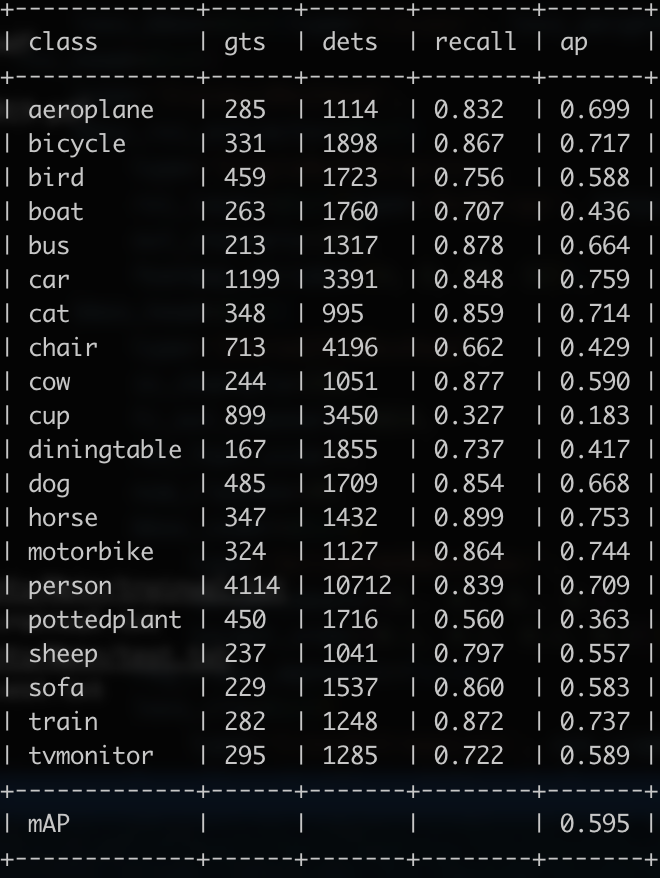 +-------------+------+-------+--------+-------+
| class       | gts  | dets  | recall | ap    |
+-------------+------+-------+--------+-------+
| aeroplane   | 285  | 1114  | 0.832  | 0.699 |
| bicycle     | 331  | 1898  | 0.867  | 0.717 |
| bird        | 459  | 1723  | 0.756  | 0.588 |
| boat        | 263  | 1760  | 0.707  | 0.436 |
| bus         | 213  | 1317  | 0.878  | 0.664 |
| car         | 1199 | 3391  | 0.848  | 0.759 |
| cat         | 348  | 995   | 0.859  | 0.714 |
| chair       | 713  | 4196  | 0.662  | 0.429 |
| cow         | 244  | 1051  | 0.877  | 0.590 |
| cup         | 899  | 3450  | 0.327  | 0.183 |
| diningtable | 167  | 1855  | 0.737  | 0.417 |
| dog         | 485  | 1709  | 0.854  | 0.668 |
| horse       | 347  | 1432  | 0.899  | 0.753 |
| motorbike   | 324  | 1127  | 0.864  | 0.744 |
| person      | 4114 | 10712 | 0.839  | 0.709 |
| pottedplant | 450  | 1716  | 0.560  | 0.363 |
| sheep       | 237  | 1041  | 0.797  | 0.557 |
| sofa        | 229  | 1537  | 0.860  | 0.583 |
| train       | 282  | 1248  | 0.872  | 0.737 |
| tvmonitor   | 295  | 1285  | 0.722  | 0.589 |
+-------------+------+-------+--------+-------+
| mAP         |      |       |        | 0.595 |
+-------------+------+-------+--------+-------+